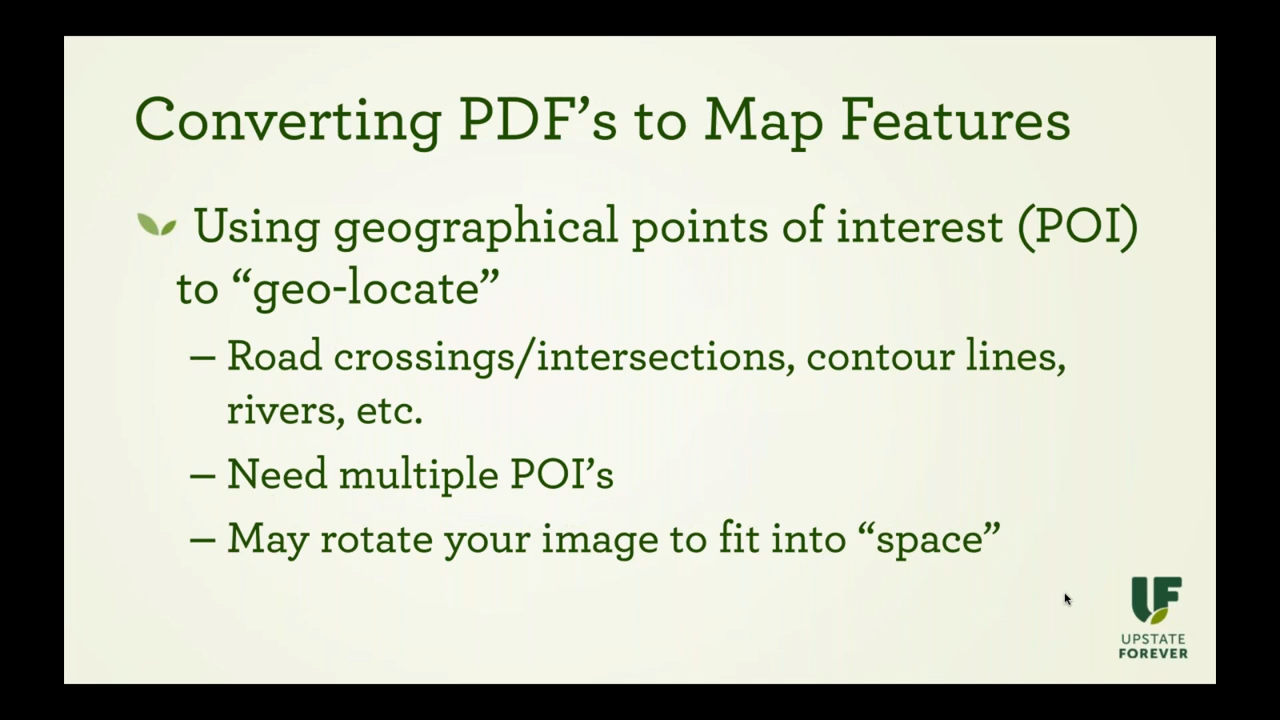 Converting PDF’s to Map Features
Using geographical points of interest (POI)
to “geo-locate”
– Road crossings/intersections, contour lines,
rivers, etc.
– Need multiple POI’s
– May rotate your image to fit into “space”
UF
UPSTATE
FOREVER